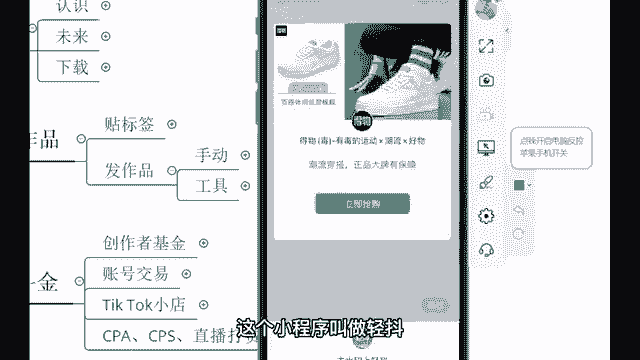 认识
未来
下载
作品
贴标签
发作品
手动
工具
金
创作者基金
账号交易
Tik Tok小店
CPA、CPS、直播打
得物
得物
得物(毒)-有毒的运动×潮流×好物
潮流穿搭，正品大牌有保障
立即抢购
点我开启电脑反控
苹果手机开关
这个小程序叫做轻抖